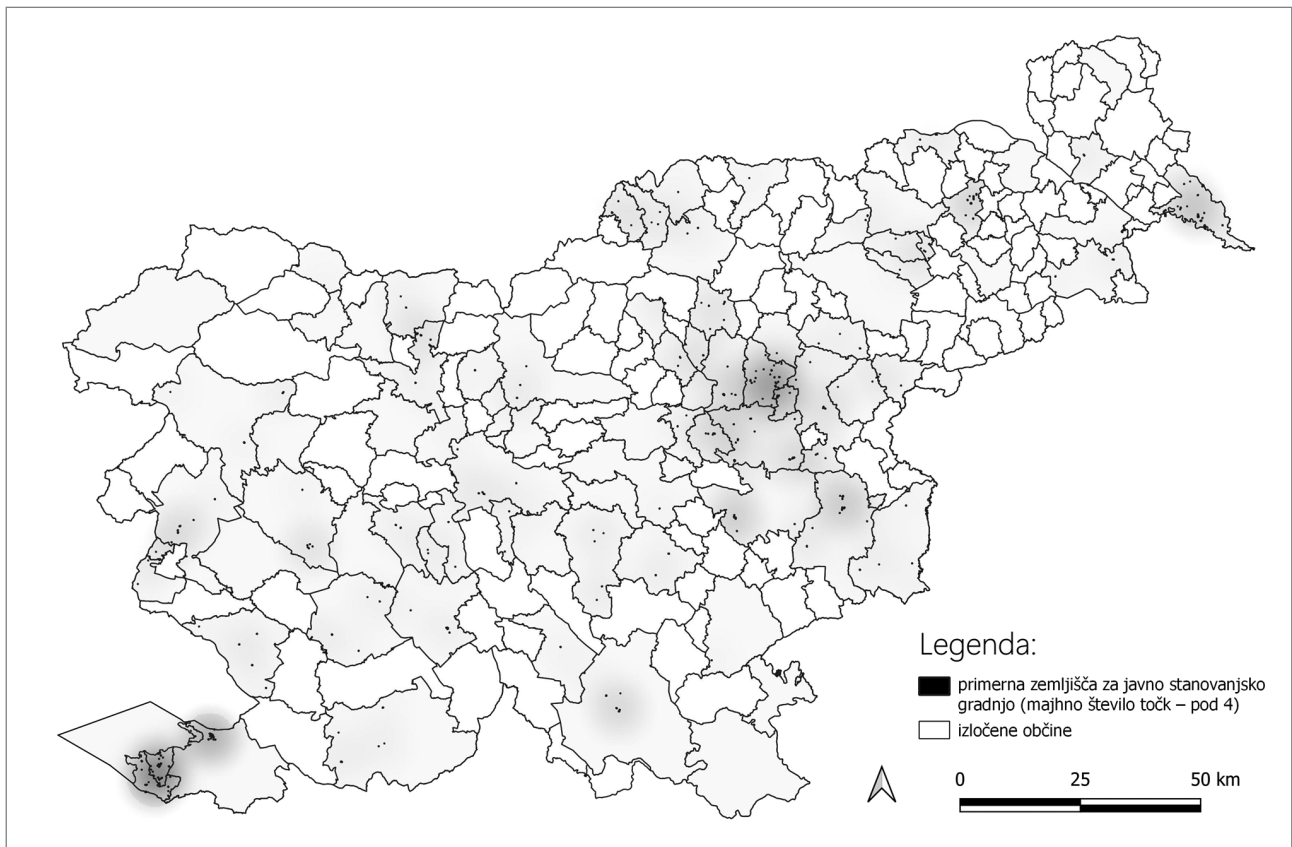 Legenda:
primerna zemljišča za javno stanovanjsko
gradnjo (majhno število točk – pod 4)
izločene občine
0 25 50 km